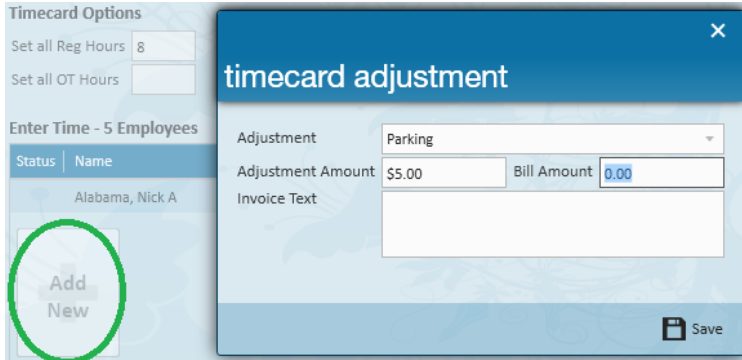 Timecard Options
Set all Reg Hours 8
Set all OT Hours
Enter Time - 5 Employees
Status Name
Alabama, Nick A
Add
New
timecard adjustment
Adjustment Parking
Adjustment Amount $5.00 Bill Amount 0.00
Invoice Text
Save